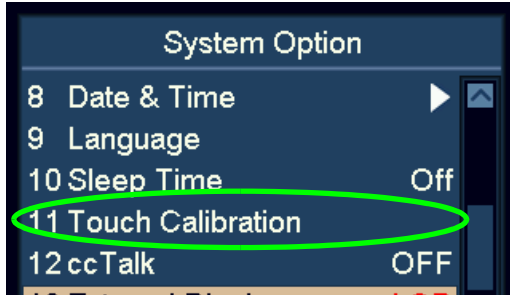 System Option
8 Date & Time
9 Language
10 Sleep Time Off
11 Touch Calibration
12 ccTalk OFF